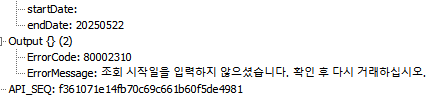 startDate:
endDate: 20250522
Output {} (2)
ErrorCode: 80002310
ErrorMessage: 조회 시작일을 입력하지 않으셨습니다. 확인 후 다시 거래하십시오.
API_SEQ: f361071e14fb70c69c661b60f5de4981